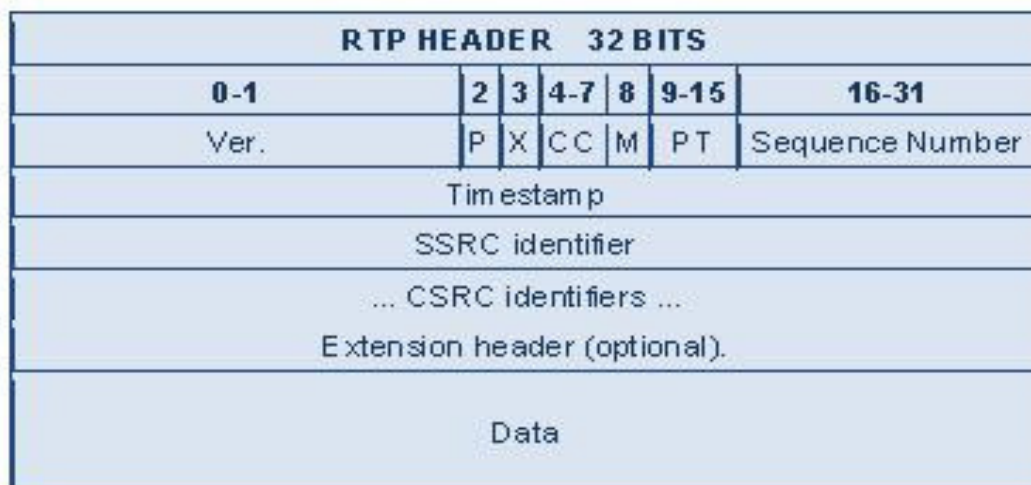 RTP HEADER 32 BITS
0-1 2 3 4-7 8 9-15 16-31
Ver. P X CC M PT Sequence Number
Timestamp
SSRC identifier
... CSRC identifiers ...
Extension header (optional).
Data